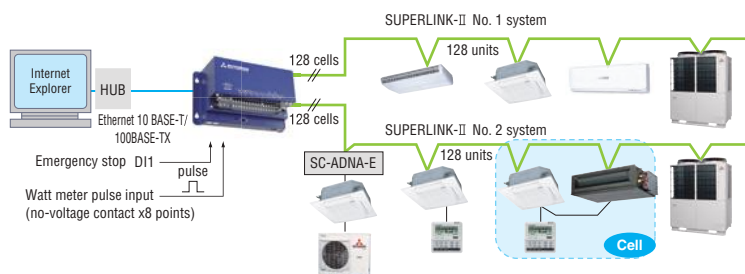 SUPERLINK-II No. 1 system
128 cells
128 units
Internet
Explorer
HUB
Ethernet 10 BASE-T/
100BASE-TX
128 cells
SUPERLINK-II No. 2 system
Emergency stop DI1
pulse
SC-ADNA-E
128 units
Watt meter pulse input
(no-voltage contact x8 points)
Cell